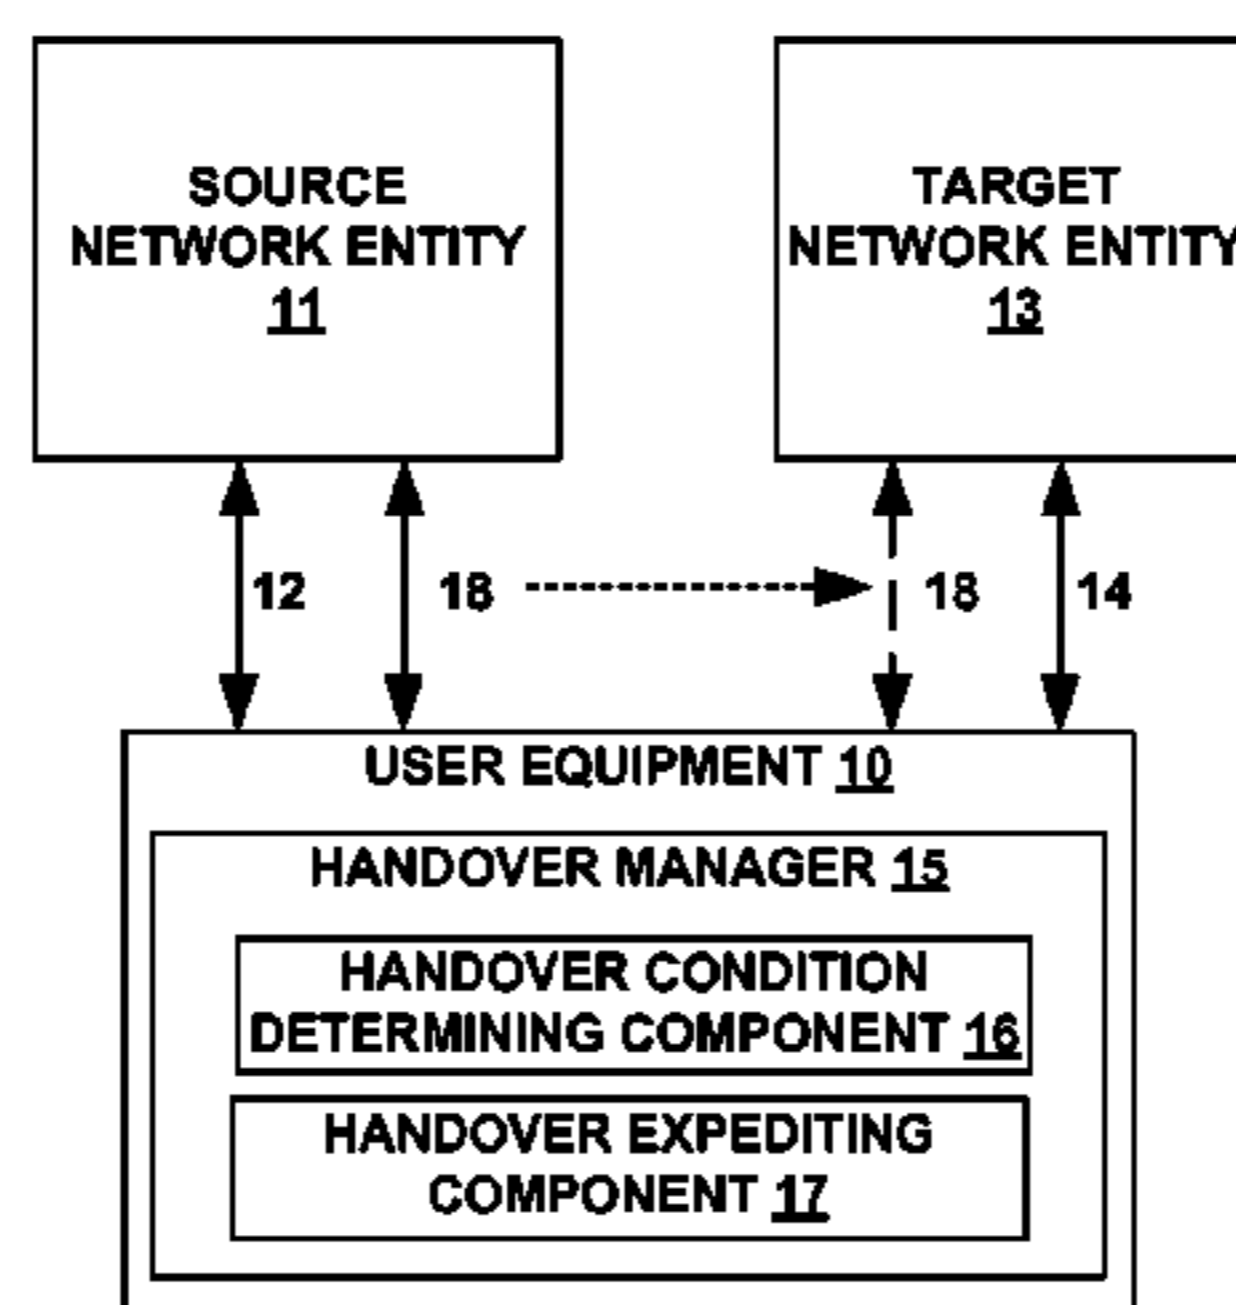 SOURCE
NETWORK ENTITY
11
TARGET
NETWORK ENTITY
13
12
18
18
14
USER EQUIPMENT 10
HANDOVER MANAGER 15
HANDOVER CONDITION
DETERMINING COMPONENT 16
HANDOVER EXPEDITING
COMPONENT 17